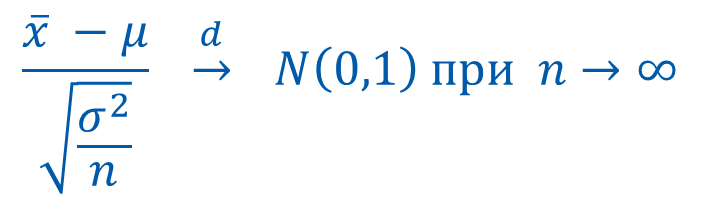 (x̄ − μ) / √(σ²/n) →ᵈ N(0,1) при n → ∞